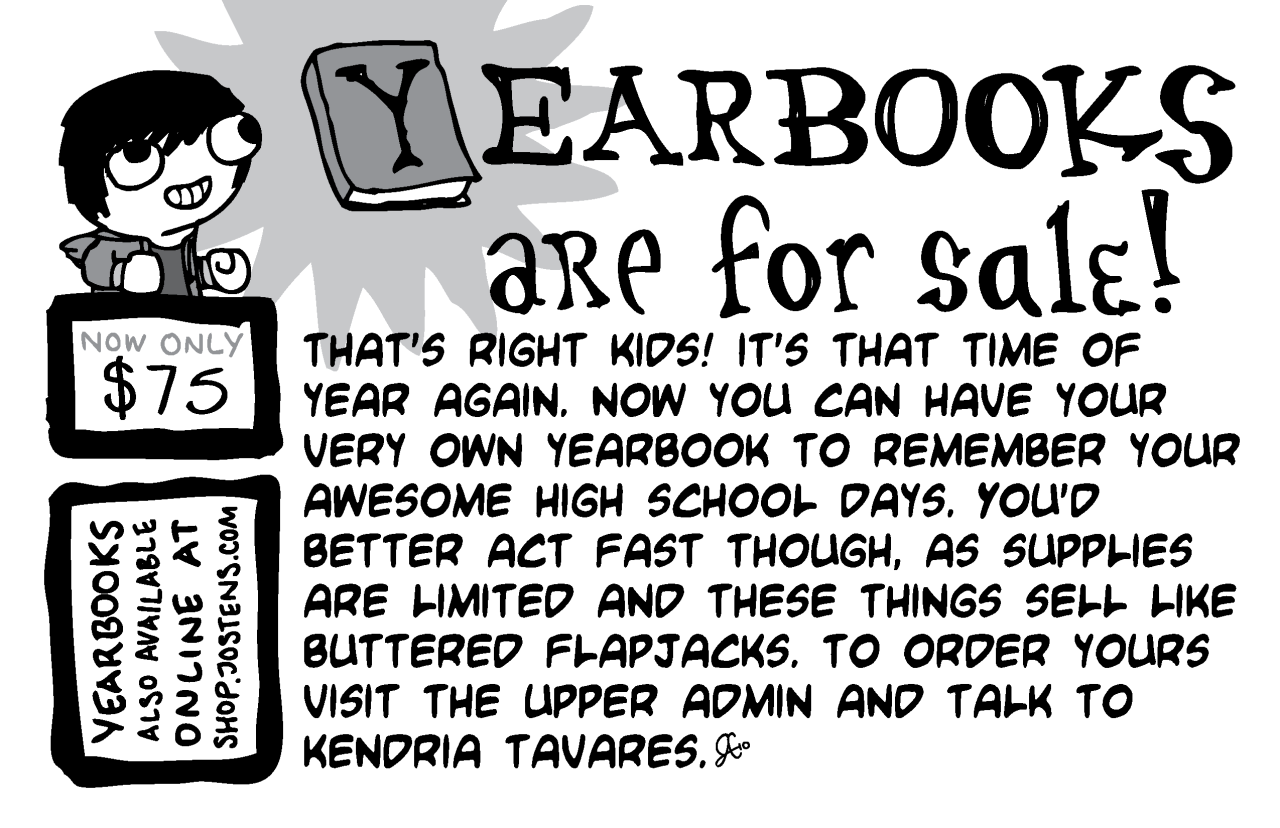 YEARBOOKS
are for sale!
NOW ONLY
$75
THAT'S RIGHT KIDS! IT'S THAT TIME OF
YEAR AGAIN. NOW YOU CAN HAVE YOUR
VERY OWN YEARBOOK TO REMEMBER YOUR
AWESOME HIGH SCHOOL DAYS. YOU'D
BETTER ACT FAST THOUGH, AS SUPPLIES
ARE LIMITED AND THESE THINGS SELL LIKE
BUTTERED FLAPJACKS. TO ORDER YOURS
VISIT THE UPPER ADMIN AND TALK TO
KENDRIA TAVARES.
YEARBOOKS
ALSO AVAILABLE
ONLINE AT
SHOP.JOSTENS.COM